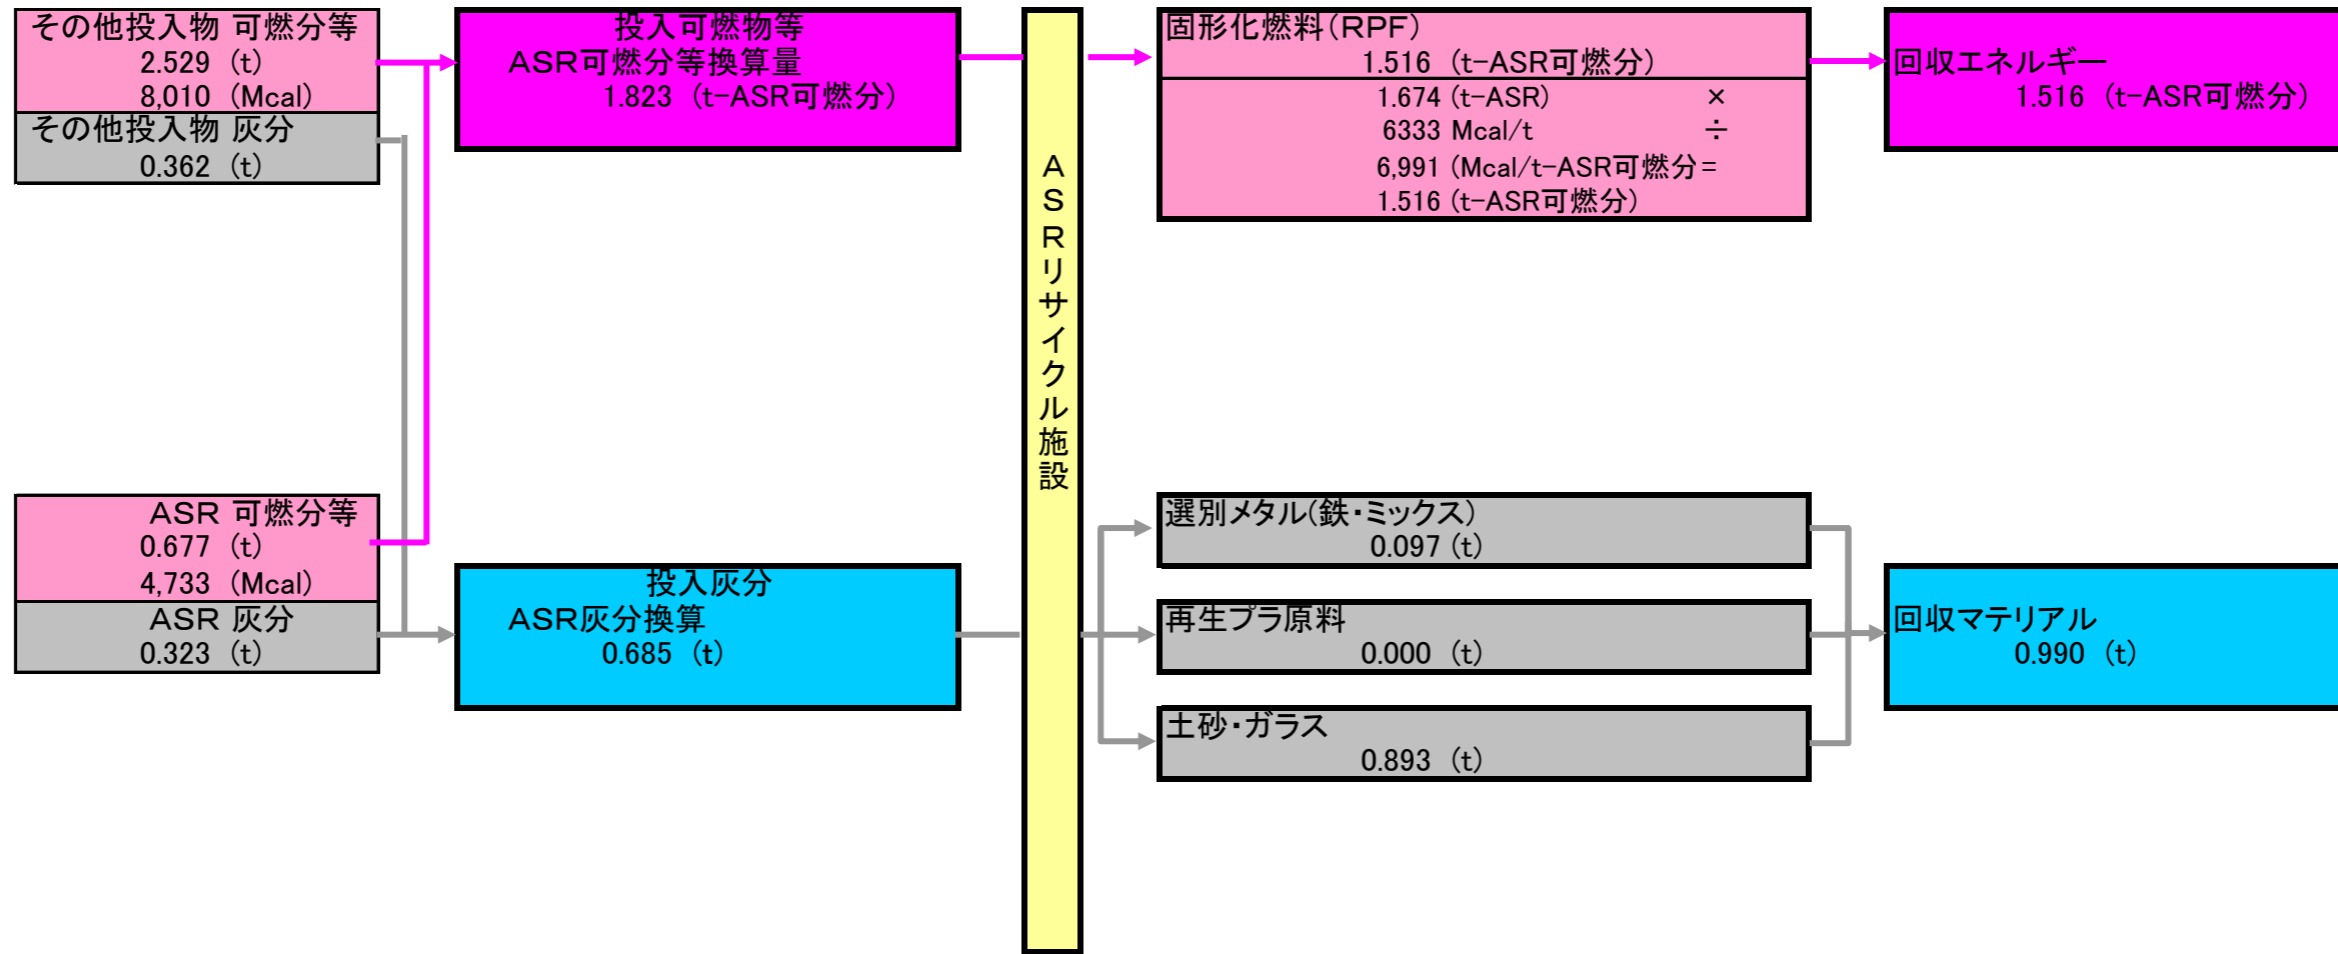 その他投入物 可燃分等
2.529 (t)
8,010 (Mcal)
その他投入物 灰分
0.362 (t)
投入可燃物等
ASR可燃分等換算量
1.823 (t-ASR可燃分)
ASR 可燃分等
0.677 (t)
4,733 (Mcal)
ASR 灰分
0.323 (t)
投入灰分
ASR灰分換算
0.685 (t)
ASRリサイクル施設
固形化燃料(RPF)
1.516 (t-ASR可燃分)
1.674 (t-ASR) ×
6333 Mcal/t ÷
6,991 (Mcal/t-ASR可燃分=
1.516 (t-ASR可燃分)
回収エネルギー
1.516 (t-ASR可燃分)
選別メタル(鉄・ミックス)
0.097 (t)
再生プラ原料
0.000 (t)
土砂・ガラス
0.893 (t)
回収マテリアル
0.990 (t)